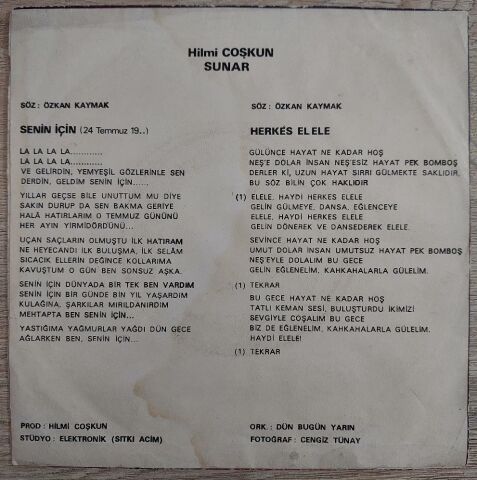 Hilmi COŞKUN
SUNAR
SÖZ : ÖZKAN KAYMAK
SENİN İÇİN (24 Temmuz 19..)
LA LA LA LA............
LA LA LA LA............
VE GELİRDİN, YEMYEŞİL GÖZLERİNLE SEN
DERDİN, GELDIM SENİN İÇİN......
YILLAR GEÇSE BİLE UNUTTUM MU DİYE
SAKIN DURUP DA SEN BAKMA GERİYE
HALÂ HATIRLARIM O TEMMUZ GÜNÜNÜ
HER AYIN YİRMİDÖRDÜNÜ...
UÇAN SAÇLARIN OLMUŞTU İLK HATIRAM
NE HEYECANDI İLK BULUŞMA, İLK SELÂM
SICACIK ELLERİN DEĞİNCE KOLLARIMA
KAVUŞTUM O GÜN BEN SONSUZ AŞKA.
SENİN İÇİN DÜNYADA BİR TEK BEN VARDIM
SENİN İÇİN BİR GÜNDE BİN YIL YAŞARDIM
KULAĞINA, ŞARKILAR MIRILDANIRDIM
MEHTAPTA BEN SENİN İÇİN...
YASTIĞIMA YAĞMURLAR YAĞDI DÜN GECE
AĞLARKEN BEN, SENİN İÇİN...
PROD : HİLMİ COŞKUN
STÜDYO : ELEKTRONİK (SITKI ACİM)
SÖZ : ÖZKAN KAYMAK
HERKES ELELE
GÜLÜNCE HAYAT NE KADAR HOŞ
NEŞ'E DOLAR İNSAN NEŞ'ESİZ HAYAT PEK BOMBOŞ
DERLER Kİ, UZUN HAYAT SIRRI GÜLMEKTE SAKLIDIR,
BU SÖZ BİLİN ÇOK HAKLIDIR
(1) ELELE, HAYDİ HERKES ELELE
GELİN GÜLMEYE, DANSA, EĞLENCEYE
ELELE, HAYDİ HERKES ELELE
GELİN DÖNEREK VE DANSEDEREK ELELE.
SEVİNCE HAYAT NE KADAR HOŞ
UMUT DOLAR İNSAN UMUTSUZ HAYAT PEK BOMBOŞ
NEŞ'EYLE DOLALIM BU GECE
GELİN EĞLENELİM, KAHKAHALARLA GÜLELİM.
(1) TEKRAR
BU GECE HAYAT NE KADAR HOŞ
TATLI KEMAN SESİ, BULUŞTURDU İKİMİZİ
SEVGİYLE COŞALIM BU GECE
BİZ DE EĞLENELİM, KAHKAHALARLA GÜLELİM.
HAYDİ ELELE!
(1) TEKRAR
ORK. : DÜN BUGÜN YARIN
FOTOĞRAF : CENGİZ TÜNAY